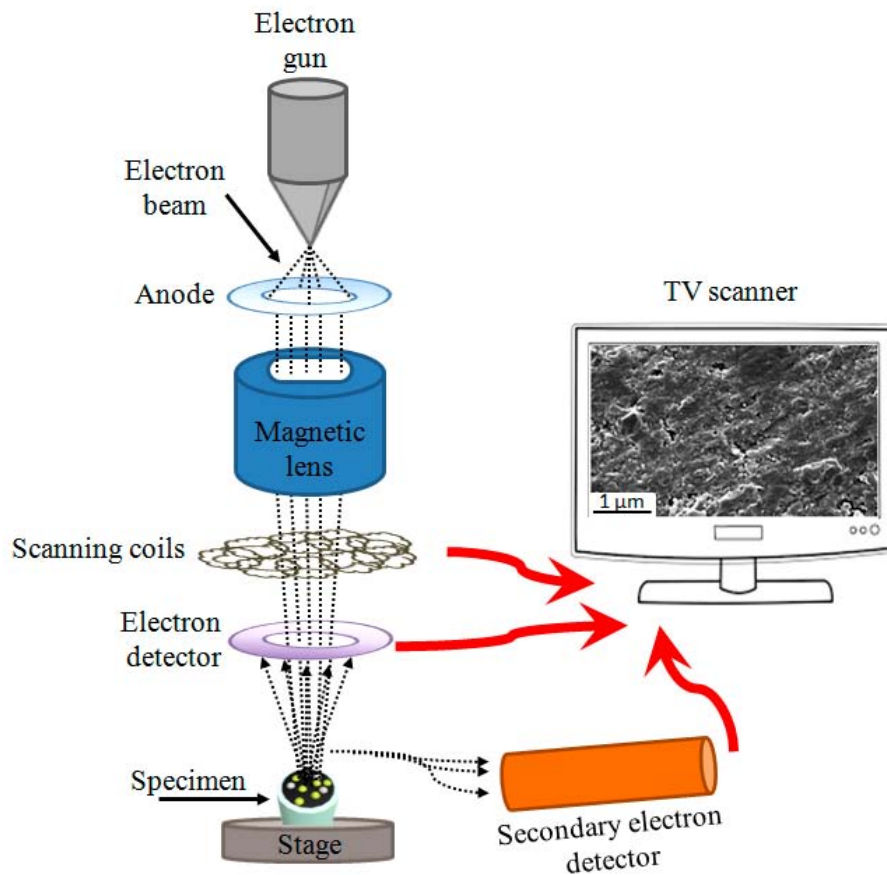 Electron
gun
Electron
beam
Anode
TV scanner
Magnetic
lens
1 µm
Scanning coils
Electron
detector
Specimen
Stage
Secondary electron
detector